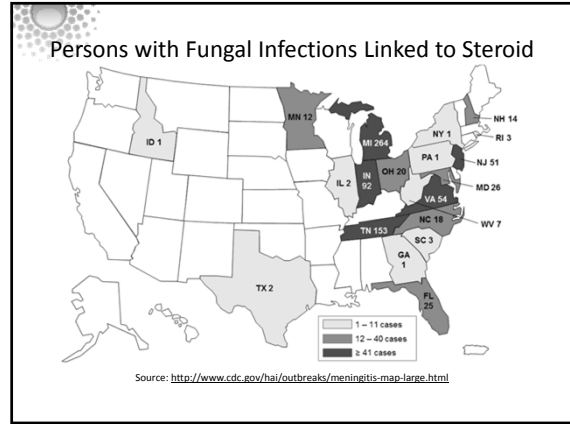 Persons with Fungal Infections Linked to Steroid
MN 12
NH 14
ID 1
NY 1
RI 3
MI 264
PA 1
NJ 51
IL 2
IN
92
OH 20
MD 26
VA 54
WV 7
NC 18
TN 153
SC 3
GA
1
TX 2
FL
25
1 – 11 cases
12 – 40 cases
≥ 41 cases
Source: http://www.cdc.gov/hai/outbreaks/meningitis-map-large.html